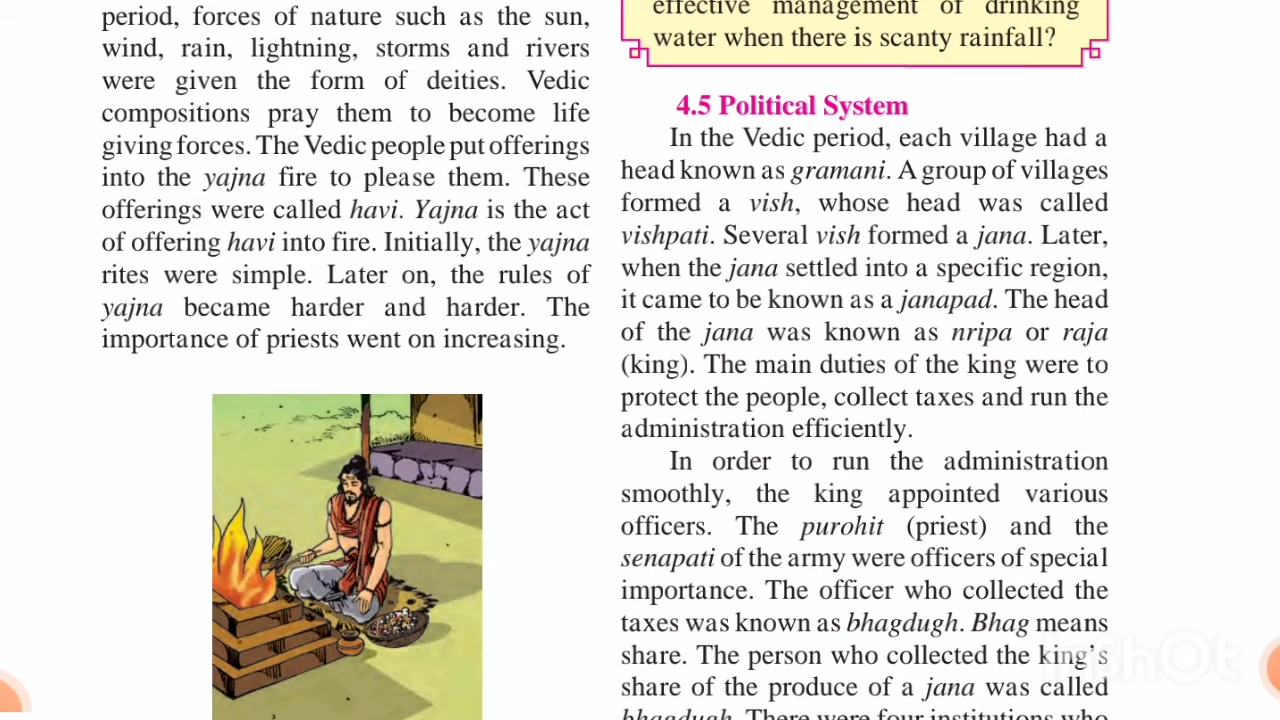 period, forces of nature such as the sun,
wind, rain, lightning, storms and rivers
were given the form of deities. Vedic
compositions pray them to become life
giving forces. The Vedic people put offerings
into the yajna fire to please them. These
offerings were called havi. Yajna is the act
of offering havi into fire. Initially, the yajna
rites were simple. Later on, the rules of
yajna became harder and harder. The
importance of priests went on increasing.
effective management of drinking
water when there is scanty rainfall?
4.5 Political System
In the Vedic period, each village had a
head known as gramani. A group of villages
formed a vish, whose head was called
vishpati. Several vish formed a jana. Later,
when the jana settled into a specific region,
it came to be known as a janapad. The head
of the jana was known as nripa or raja
(king). The main duties of the king were to
protect the people, collect taxes and run the
administration efficiently.
In order to run the administration
smoothly, the king appointed various
officers. The purohit (priest) and the
senapati of the army were officers of special
importance. The officer who collected the
taxes was known as bhagdugh. Bhag means
share. The person who collected the king's
share of the produce of a jana was called
bhagdugh. There were four institutions who
InShOt